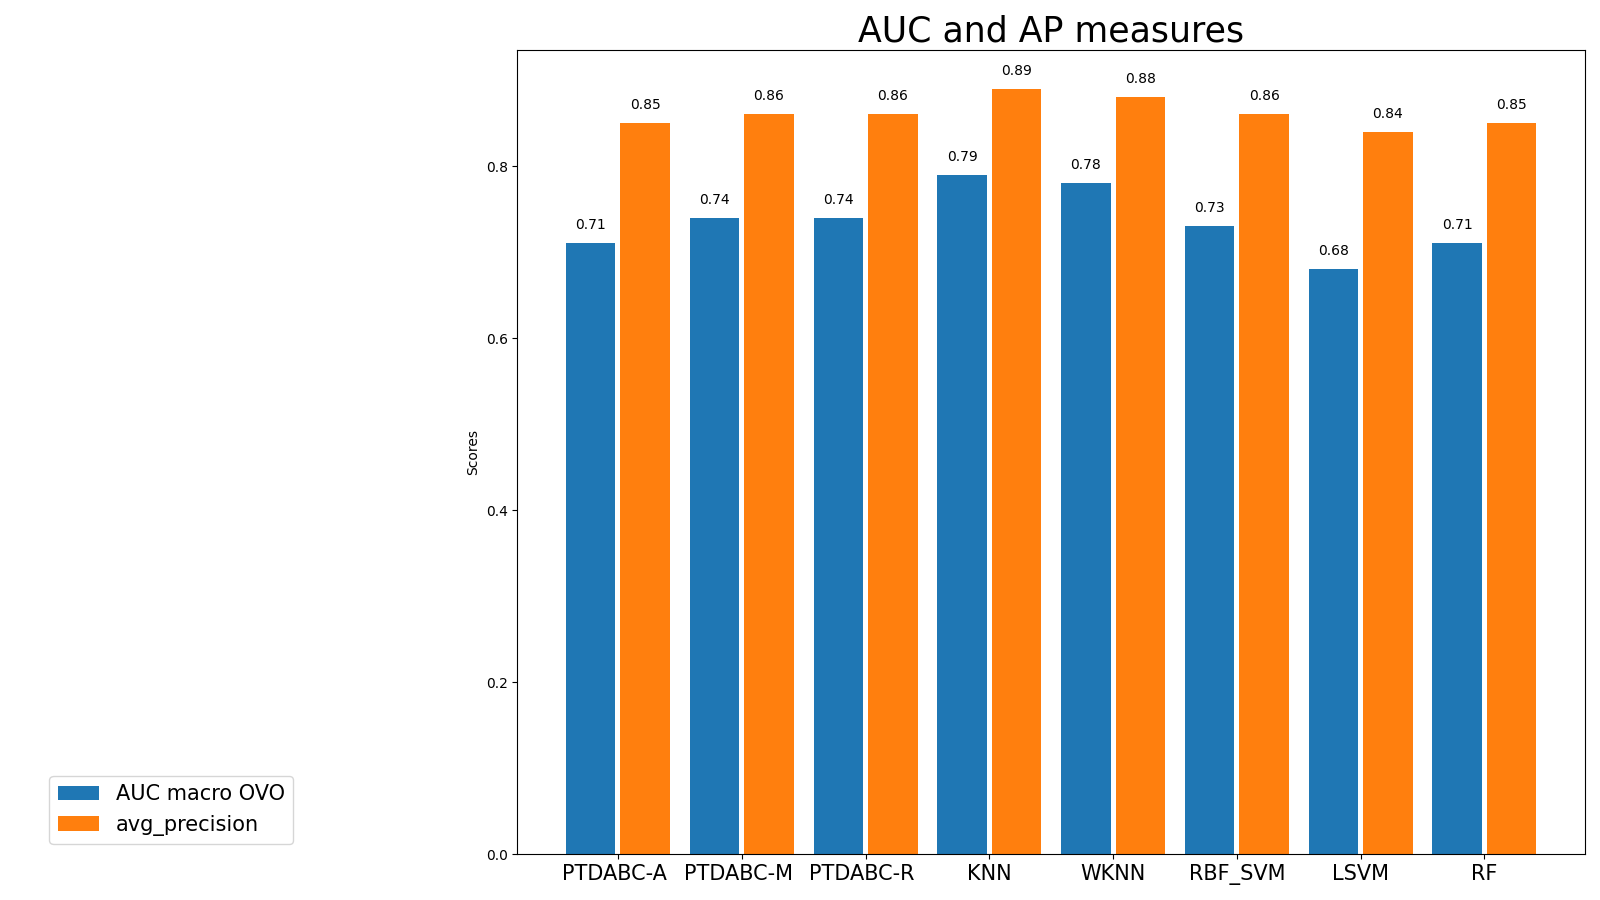 AUC and AP measures
0.85 0.86 0.86 0.89 0.88 0.86 0.84 0.85
0.71 0.74 0.74 0.79 0.78 0.73 0.68 0.71
0.8
0.6
Scores
0.4
0.2
0.0
AUC macro OVO
avg_precision
PTDABC-A PTDABC-M PTDABC-R KNN WKNN RBF_SVM LSVM RF